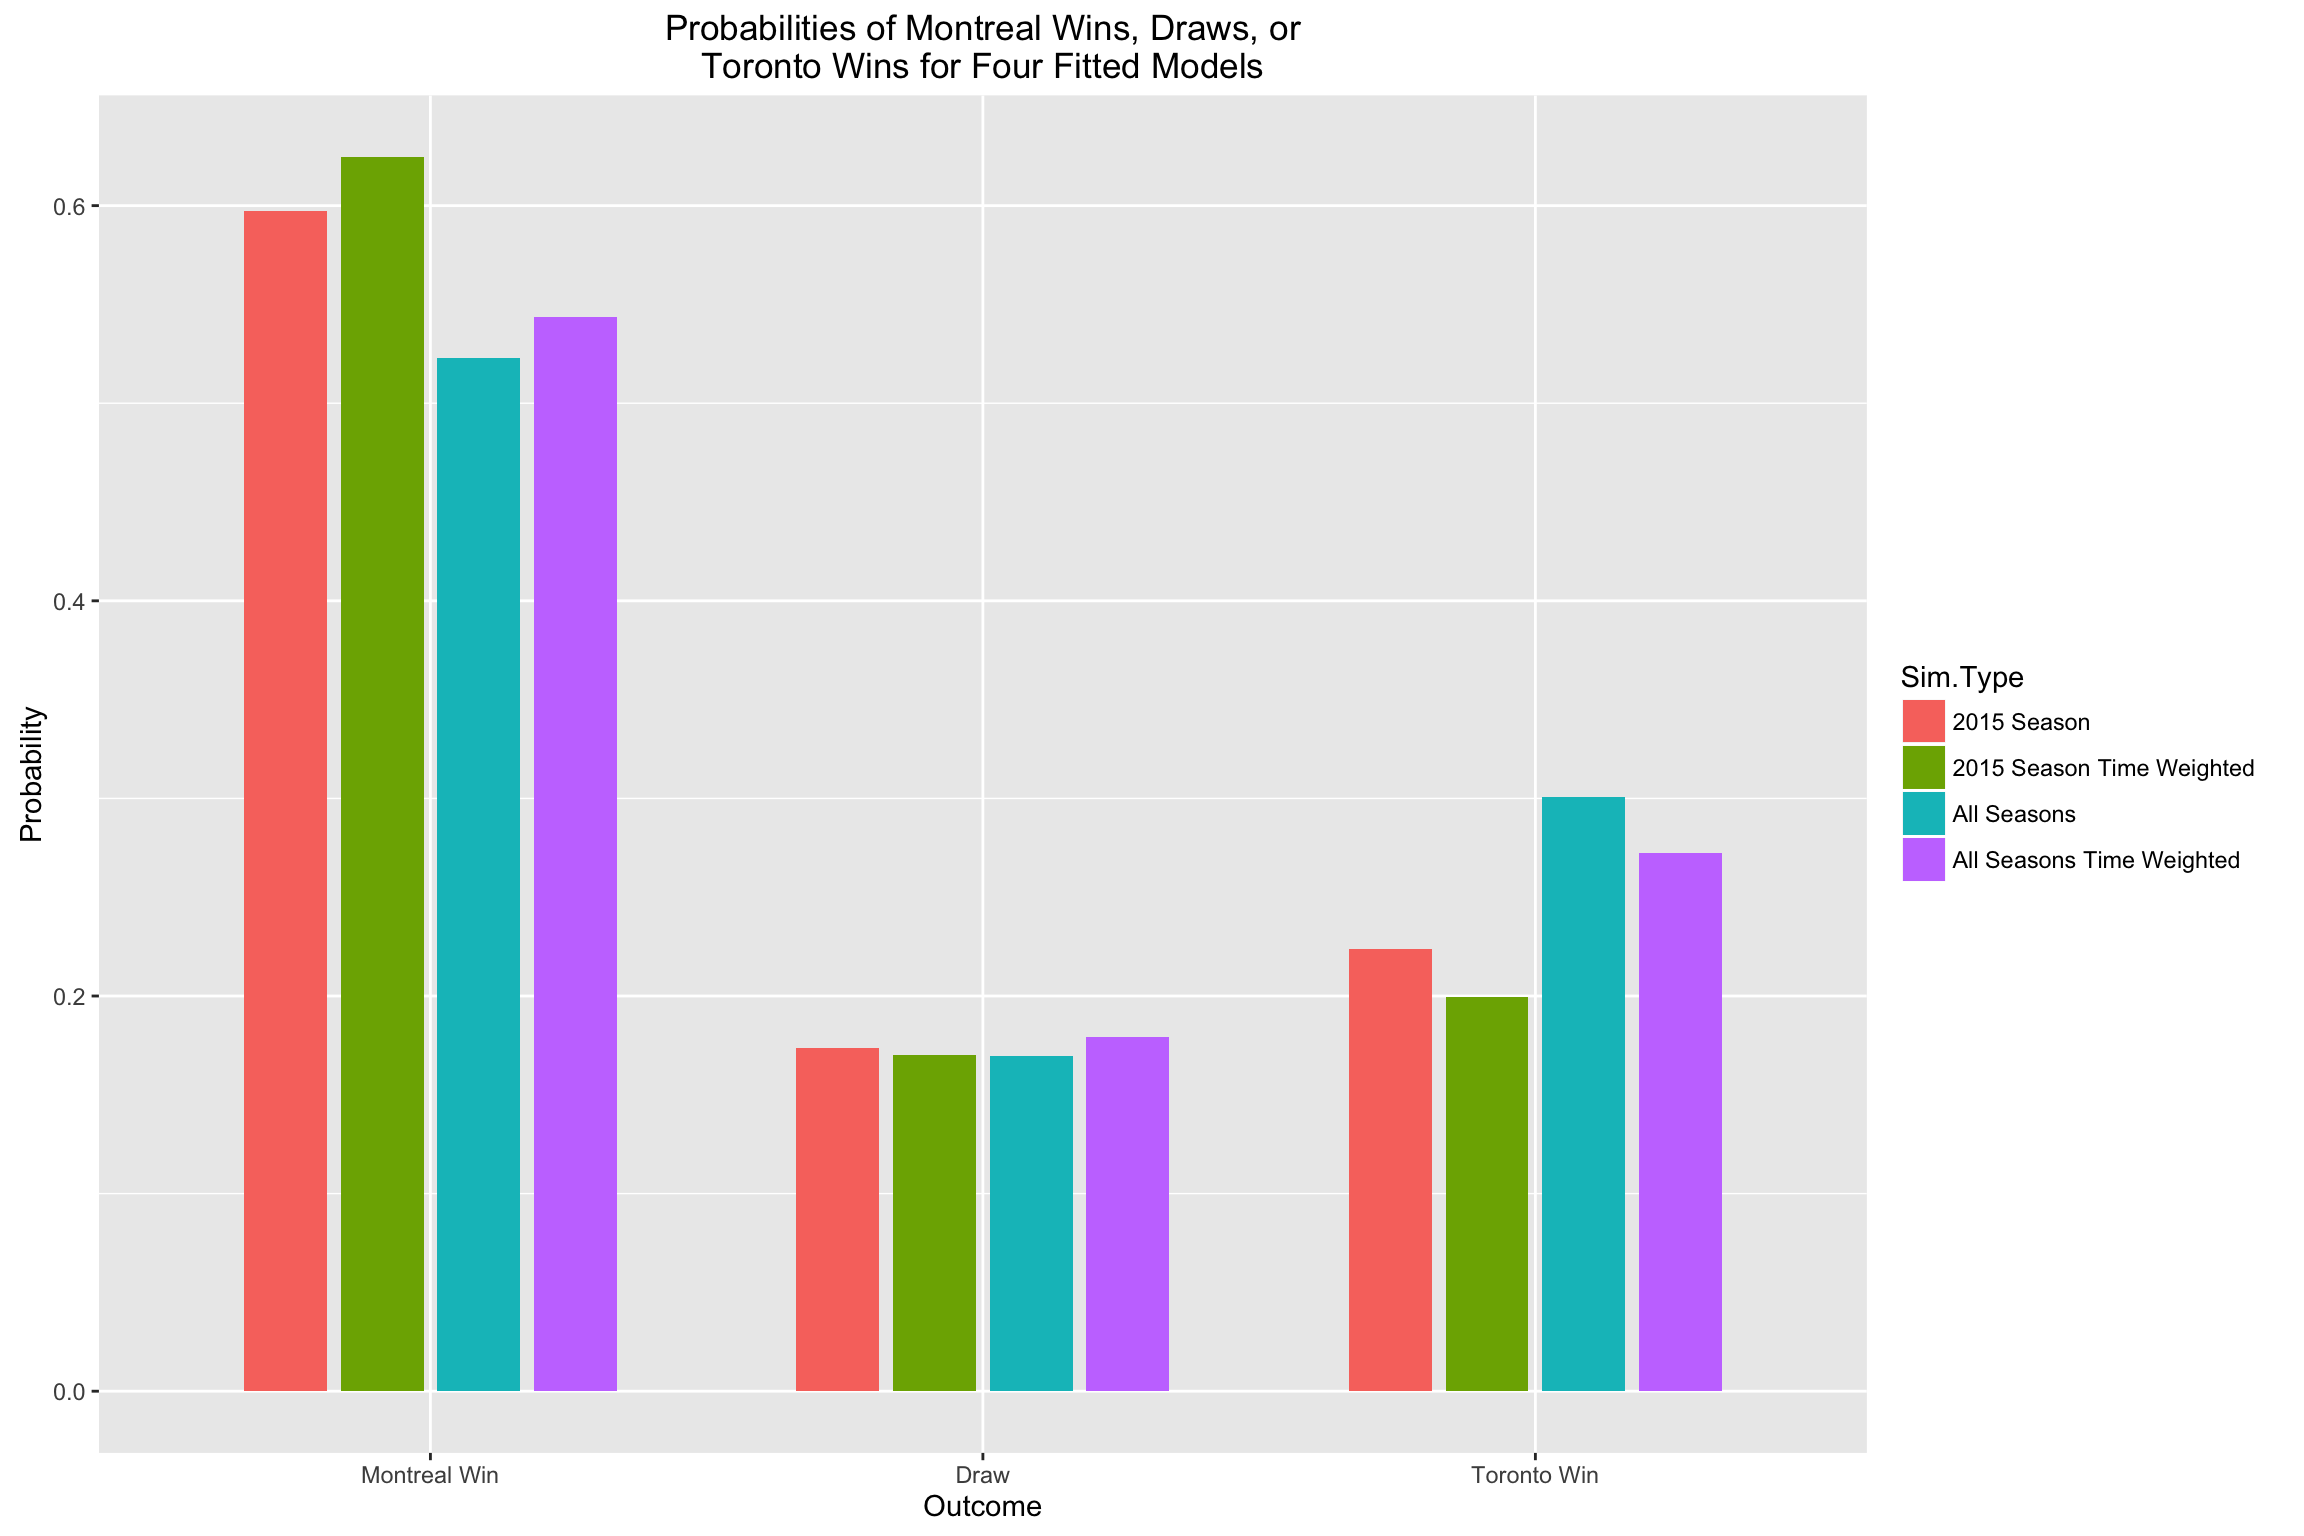 Probabilities of Montreal Wins, Draws, or
Toronto Wins for Four Fitted Models
Probability
0.6
0.4
0.2
0.0
Montreal Win
Draw
Toronto Win
Outcome
Sim.Type
2015 Season
2015 Season Time Weighted
All Seasons
All Seasons Time Weighted